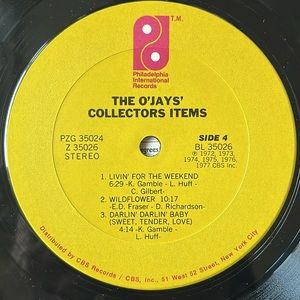 T.M.
Philadelphia
International
Records
THE O'JAYS'
COLLECTORS ITEMS
PZG 35024
Z 35026
STEREO
egrees)
SIDE 4
BL 35026
℗ 1972, 1973,
1974, 1975, 1976,
1977 CBS Inc.
1. LIVIN' FOR THE WEEKEND
6:29 -K. Gamble - L. Huff -
C. Gilbert-
2. WILDFLOWER 10:17
-E.D. Fraser - D. Richardson-
3. DARLIN' DARLIN' BABY
(SWEET, TENDER, LOVE)
4:14 -K. Gamble -
L. Huff-
Distributed by CBS Records / CBS, Inc., 51 West 52 Street, New York City